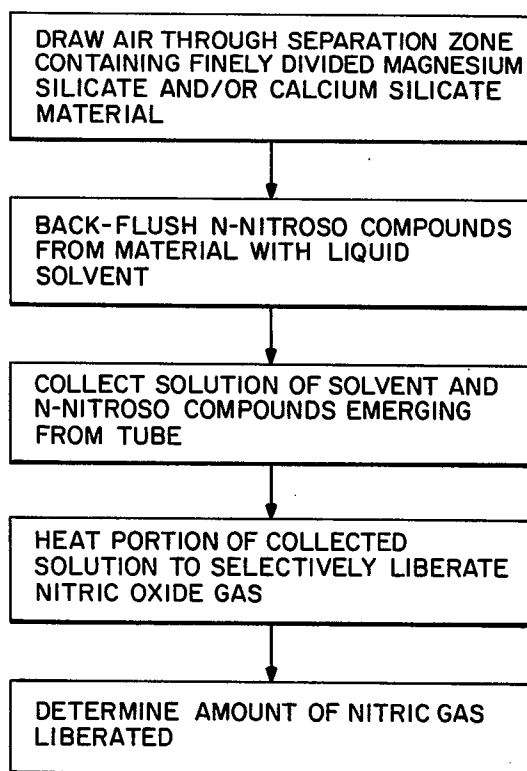 DRAW AIR THROUGH SEPARATION ZONE
CONTAINING FINELY DIVIDED MAGNESIUM
SILICATE AND/OR CALCIUM SILICATE
MATERIAL
BACK-FLUSH N-NITROSO COMPOUNDS
FROM MATERIAL WITH LIQUID
SOLVENT
COLLECT SOLUTION OF SOLVENT AND
N-NITROSO COMPOUNDS EMERGING
FROM TUBE
HEAT PORTION OF COLLECTED
SOLUTION TO SELECTIVELY LIBERATE
NITRIC OXIDE GAS
DETERMINE AMOUNT OF NITRIC GAS
LIBERATED